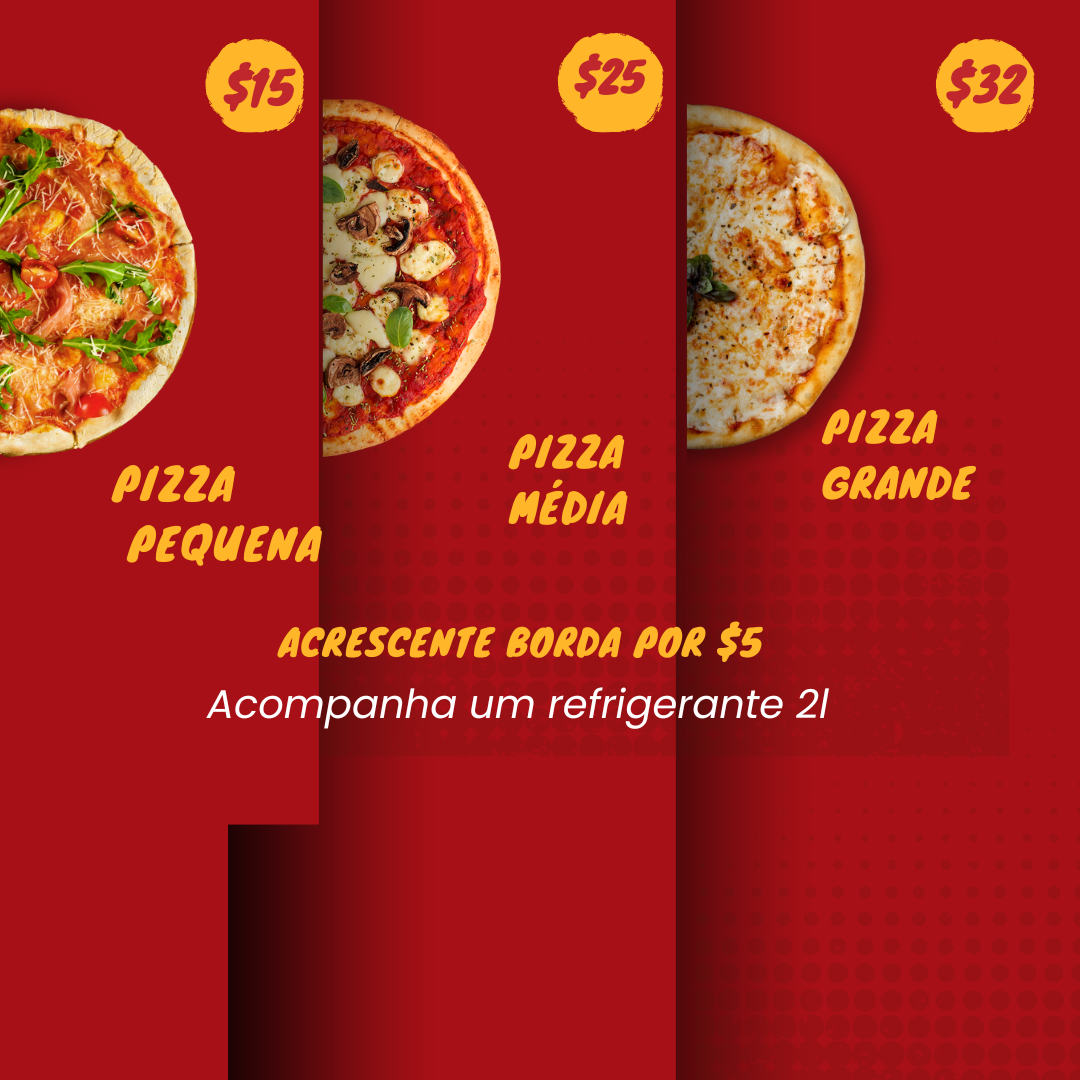 $15
$25
$32
PIZZA
PEQUENA
PIZZA
MÉDIA
PIZZA
GRANDE
ACRESCENTE BORDA POR $5
Acompanha um refrigerante 2l